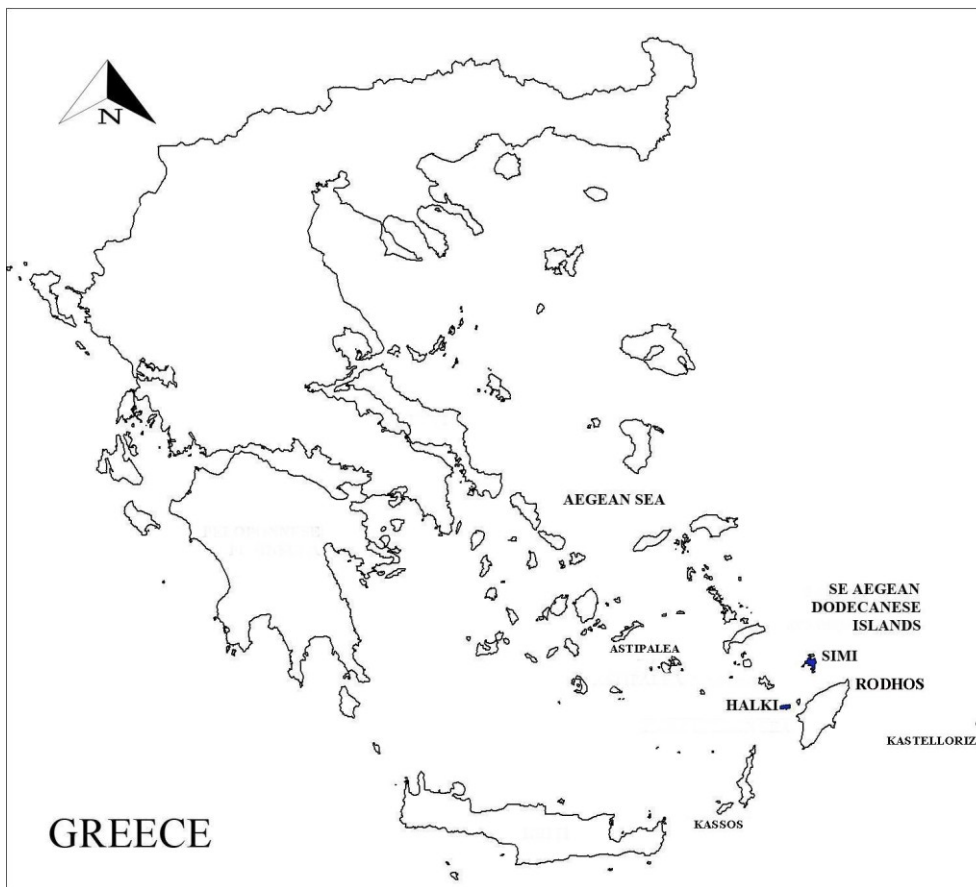 N
AEGEAN SEA
SE AEGEAN
DODECANESE
ISLANDS
ASTIPALEA
SIMI
RODHOS
HALKI
KASTELLORIZ
KASSOS
GREECE